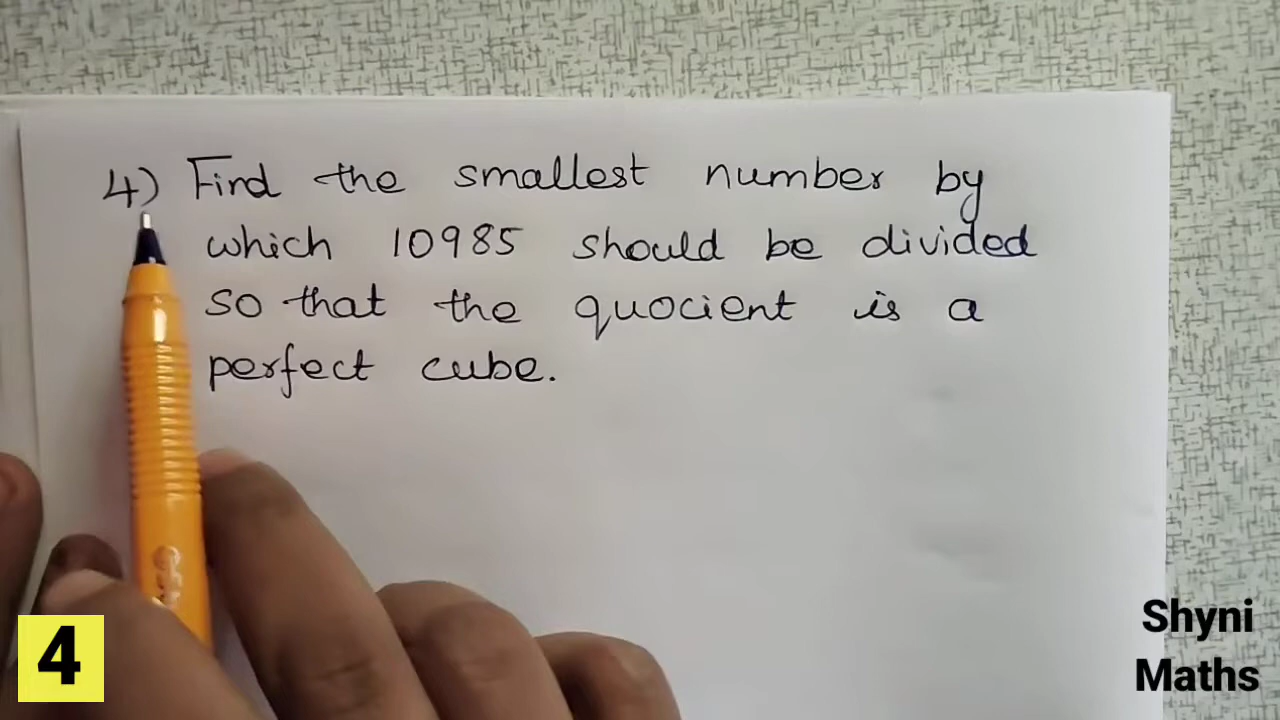 4) Find the smallest number by
which 10985 should be divided
so that the quocient is a
perfect cube.
4
Shyni
Maths